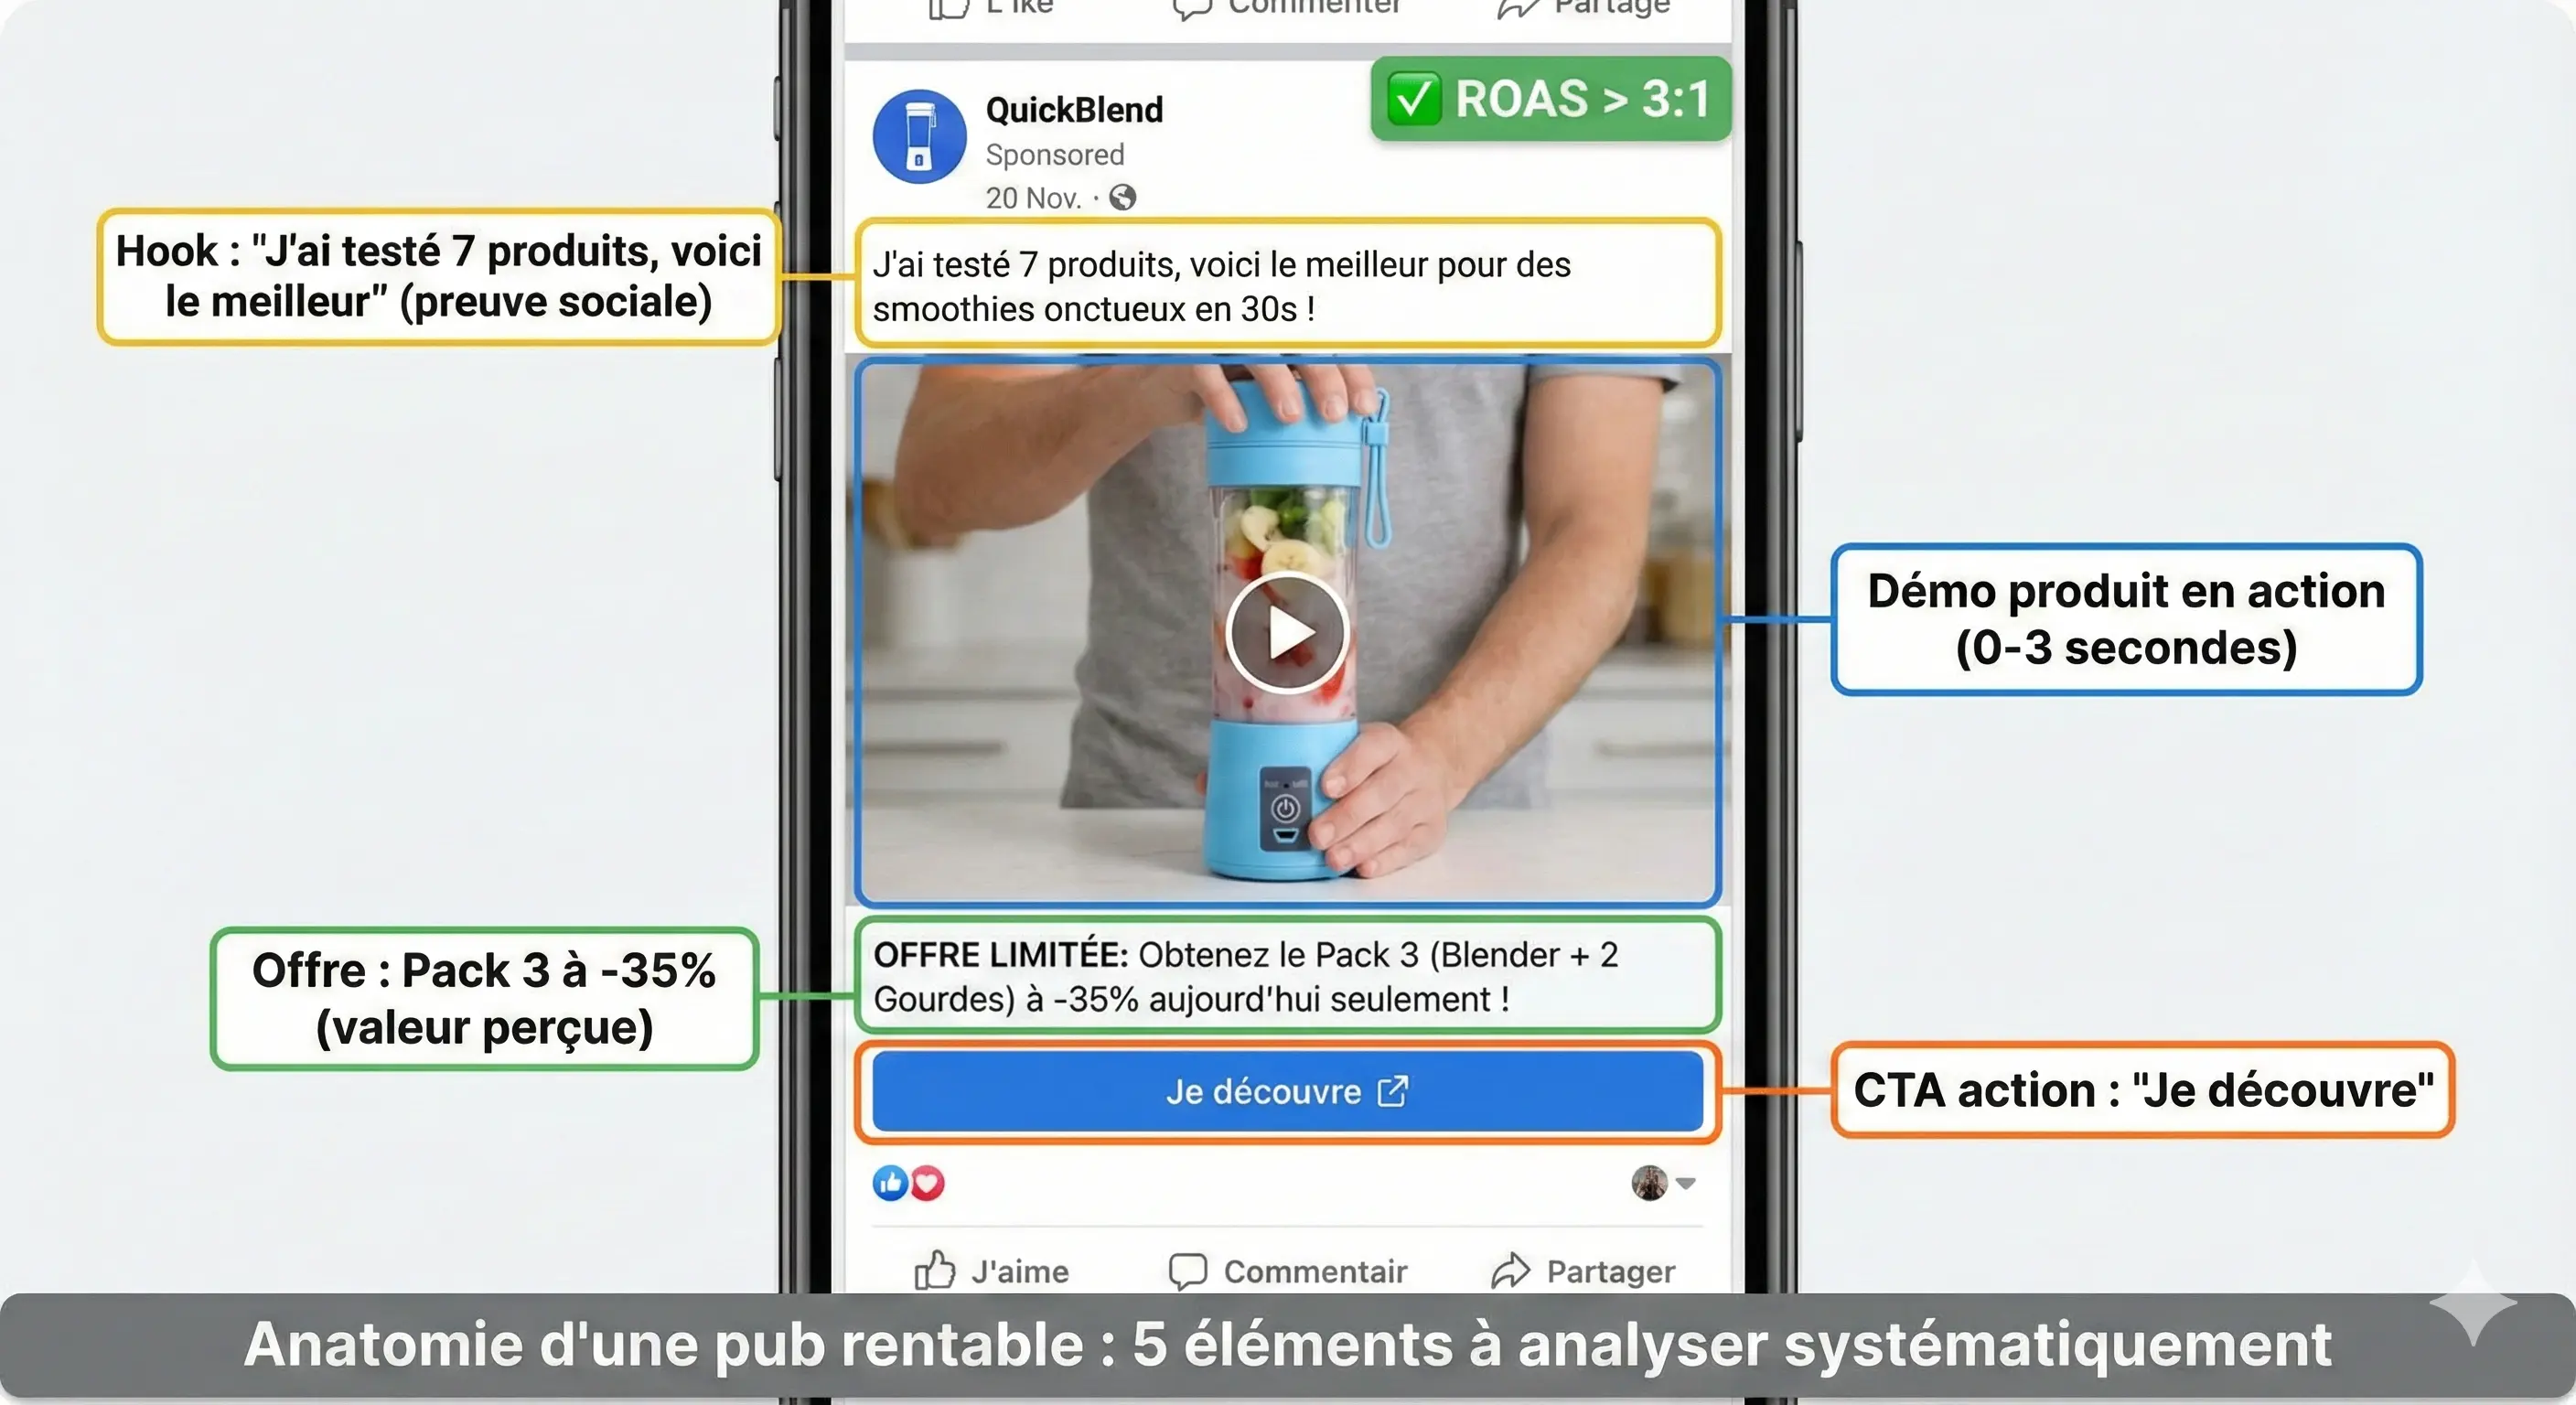 Like
Commenter
Partage
QuickBlend
Sponsored
20 Nov. ·
✅ ROAS > 3:1
Hook : "J'ai testé 7 produits, voici
le meilleur" (preuve sociale)
J'ai testé 7 produits, voici le meilleur pour des
smoothies onctueux en 30s !
Démo produit en action
(0-3 secondes)
Offre : Pack 3 à -35%
(valeur perçue)
OFFRE LIMITÉE: Obtenez le Pack 3 (Blender + 2
Gourdes) à -35% aujourd'hui seulement !
Je découvre
CTA action : "Je découvre"
J'aime
Commentair
Partager
Anatomie d'une pub rentable : 5 éléments à analyser systématiquement